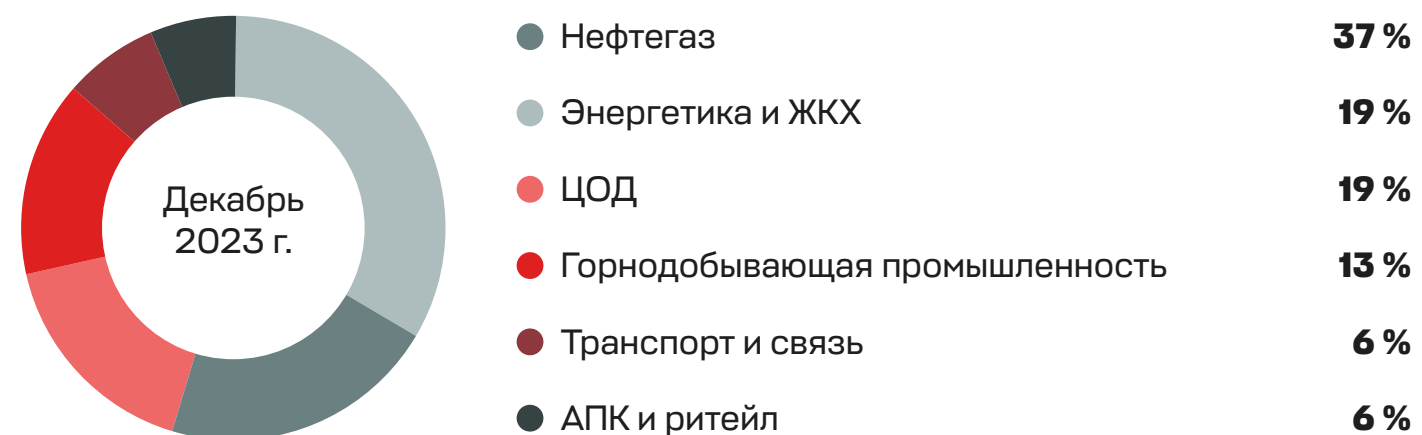 Декабрь
2023 г.
Нефтегаз 37 %
Энергетика и ЖКХ 19 %
ЦОД 19 %
Горнодобывающая промышленность 13 %
Транспорт и связь 6 %
АПК и ритейл 6 %